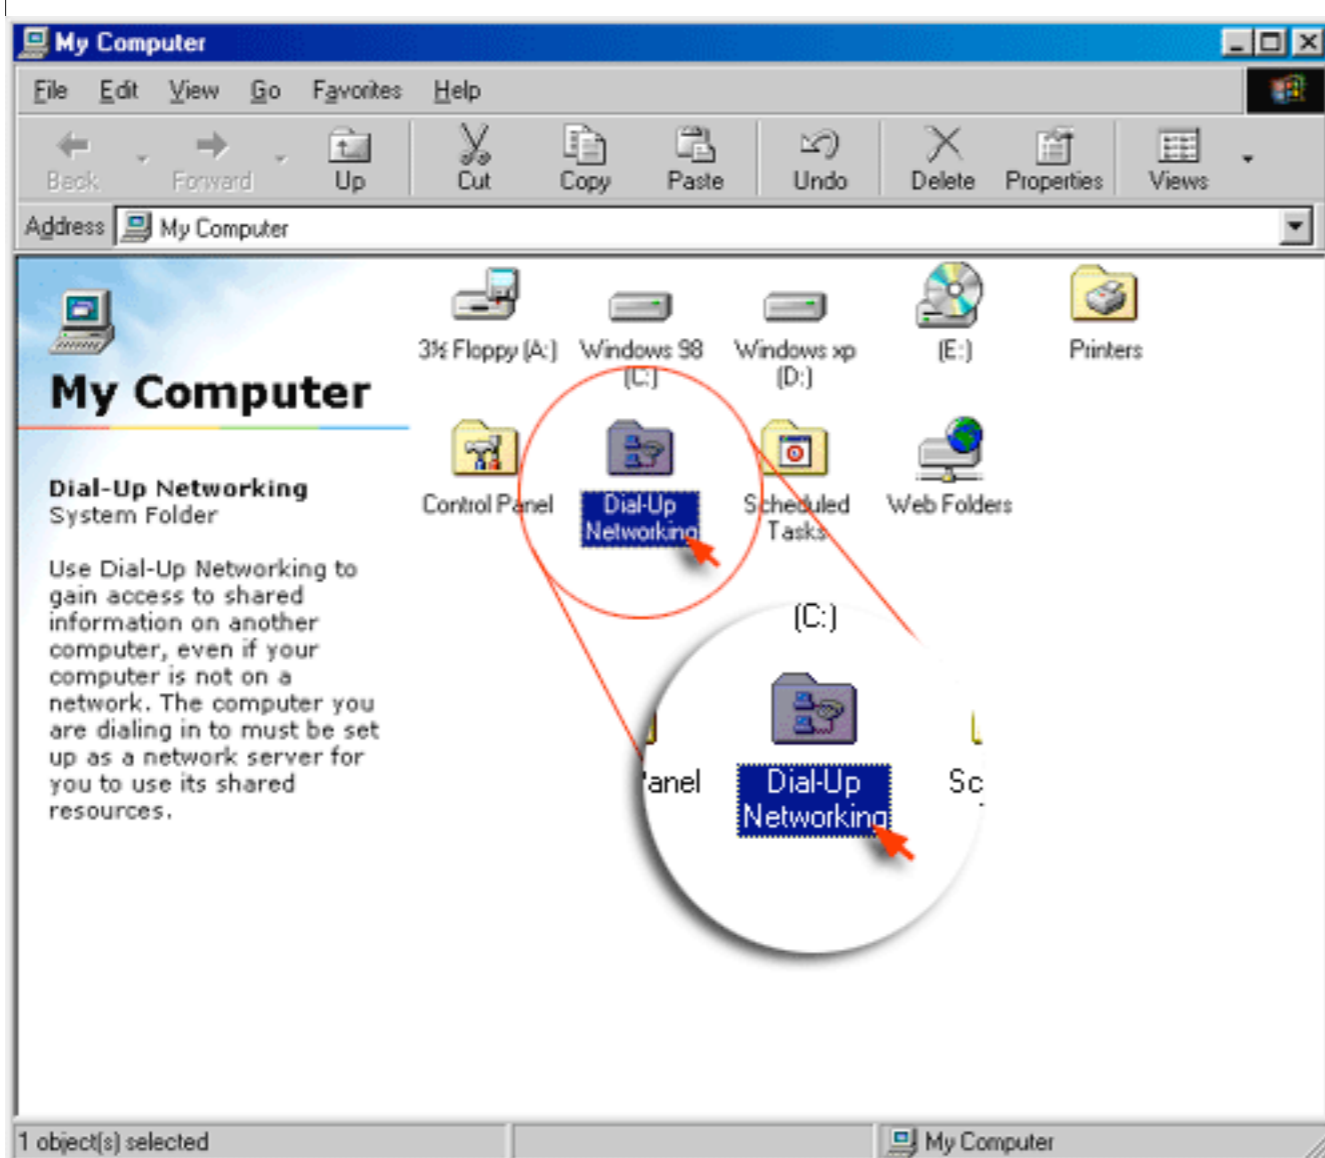 My Computer
File Edit View Go Favorites Help
Back Forward Up Cut Copy Paste Undo Delete Properties Views
Address My Computer
My Computer
Dial-Up Networking
System Folder
Use Dial-Up Networking to
gain access to shared
information on another
computer, even if your
computer is not on a
network. The computer you
are dialing in to must be set
up as a network server for
you to use its shared
resources.
3½ Floppy (A:) Windows 98 Windows xp (E:) Printers
(C:) (D:)
Control Panel Dial-Up Scheduled Web Folders
Networking Tasks
(C:)
anel Dial-Up Sc
Networking
1 object(s) selected My Computer